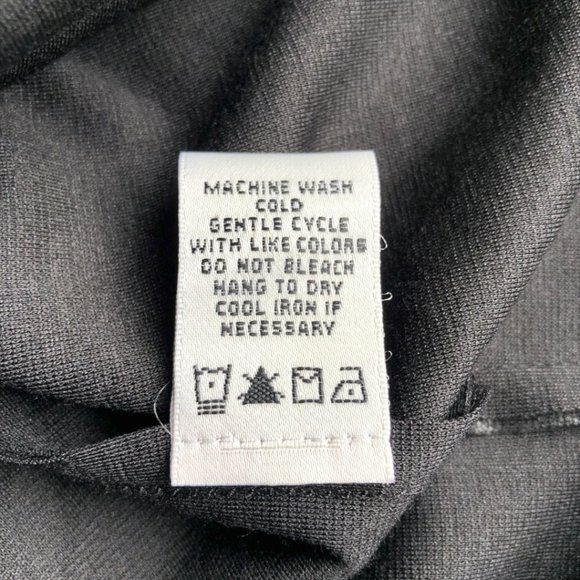 MACHINE WASH
COLD
GENTLE CYCLE
WITH LIKE COLORS
DO NOT BLEACH
HANG TO DRY
COOL IRON IF
NECESSARY